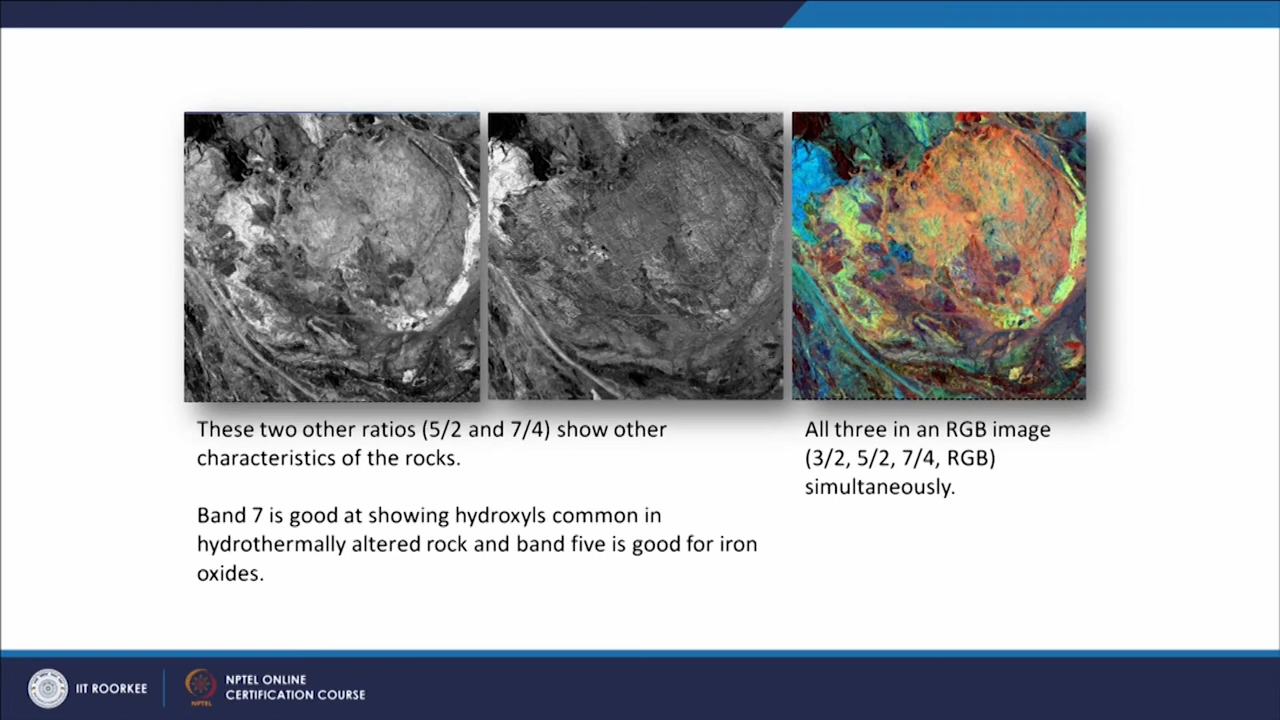 These two other ratios (5/2 and 7/4) show other
characteristics of the rocks.
Band 7 is good at showing hydroxyls common in
hydrothermally altered rock and band five is good for iron
oxides.
All three in an RGB image
(3/2, 5/2, 7/4, RGB)
simultaneously.
IIT ROORKEE
NPTEL
NPTEL ONLINE
CERTIFICATION COURSE